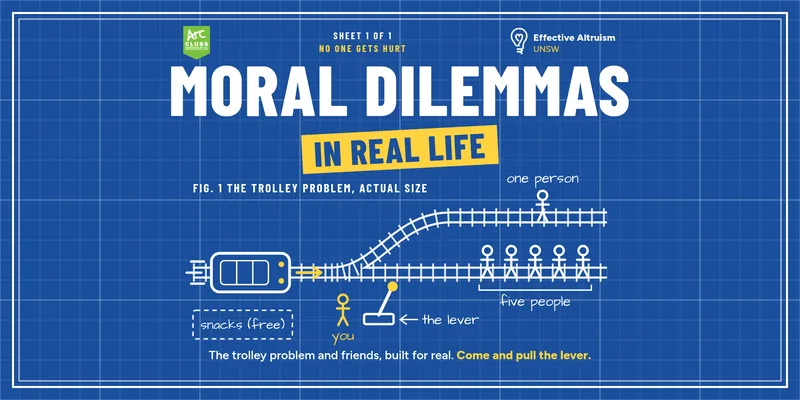 Arc
CLUBS
SHEET 1 OF 1
NO ONE GETS HURT
Effective Altruism
UNSW
MORAL DILEMMAS
IN REAL LIFE
FIG. 1 THE TROLLEY PROBLEM, ACTUAL SIZE
one person
five people
snacks (free)
you
the lever
The trolley problem and friends, built for real. Come and pull the lever.